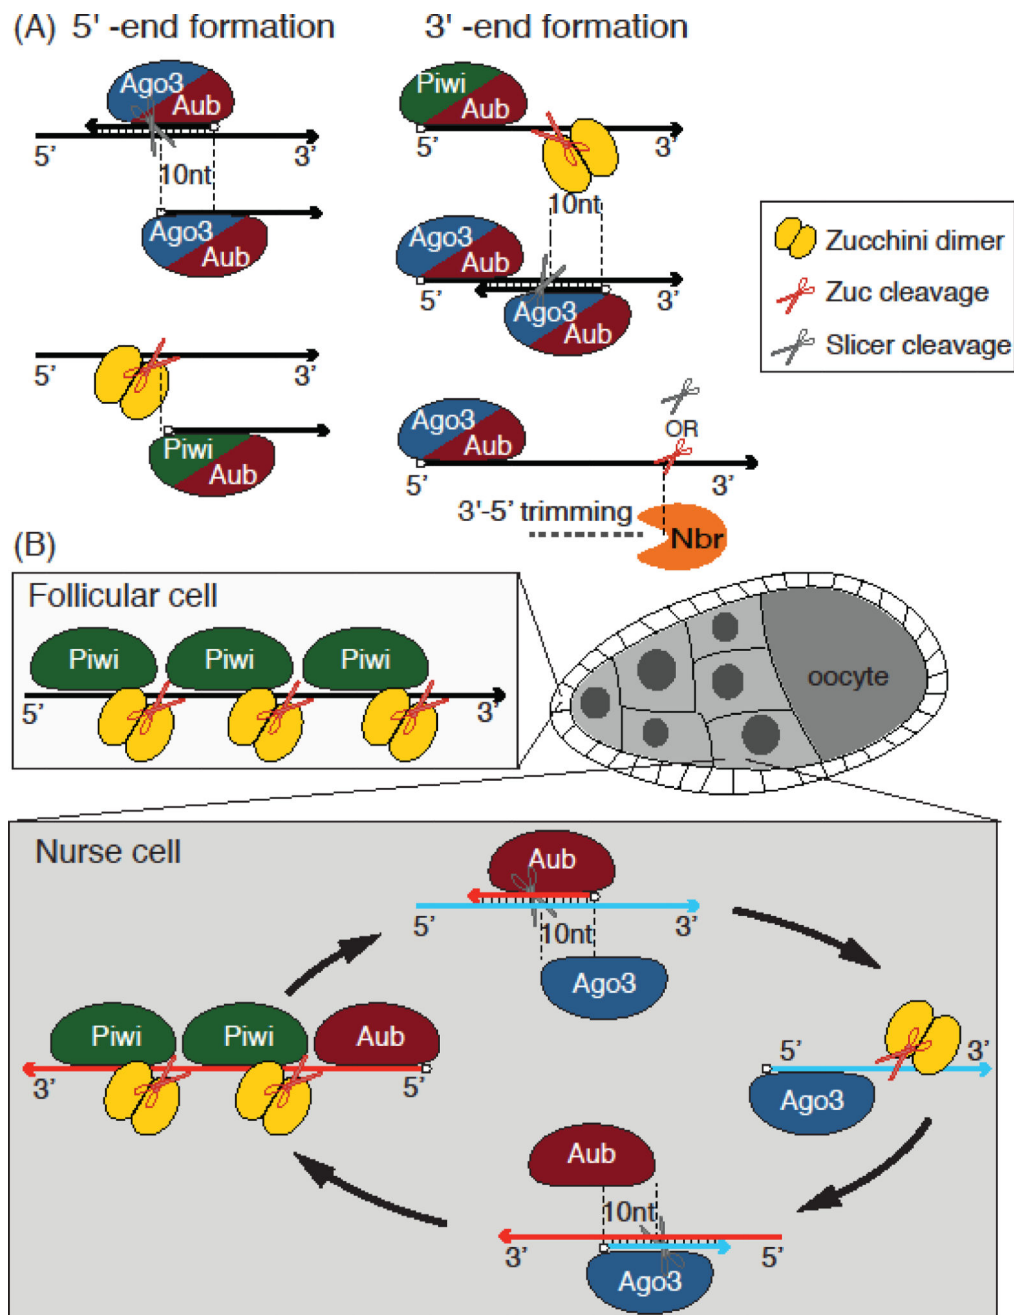 (A) 5' -end formation
3' -end formation
Ago3
Aub
5'
3'
10nt
Ago3
Aub
5'
3'
Piwi
Aub
Piwi
Aub
5'
3'
10nt
Ago3
Aub
5'
3'
Ago3
Aub
OR
Ago3
Aub
5'
3'
3'-5' trimming
Nbr
Zucchini dimer
Zuc cleavage
Slicer cleavage
(B)
Follicular cell
Piwi
Piwi
Piwi
5'
3'
oocyte
Nurse cell
Aub
5'
3'
10nt
Ago3
Piwi
Piwi
Aub
3'
5'
5'
3'
Ago3
Aub
10nt
3'
5'
Ago3